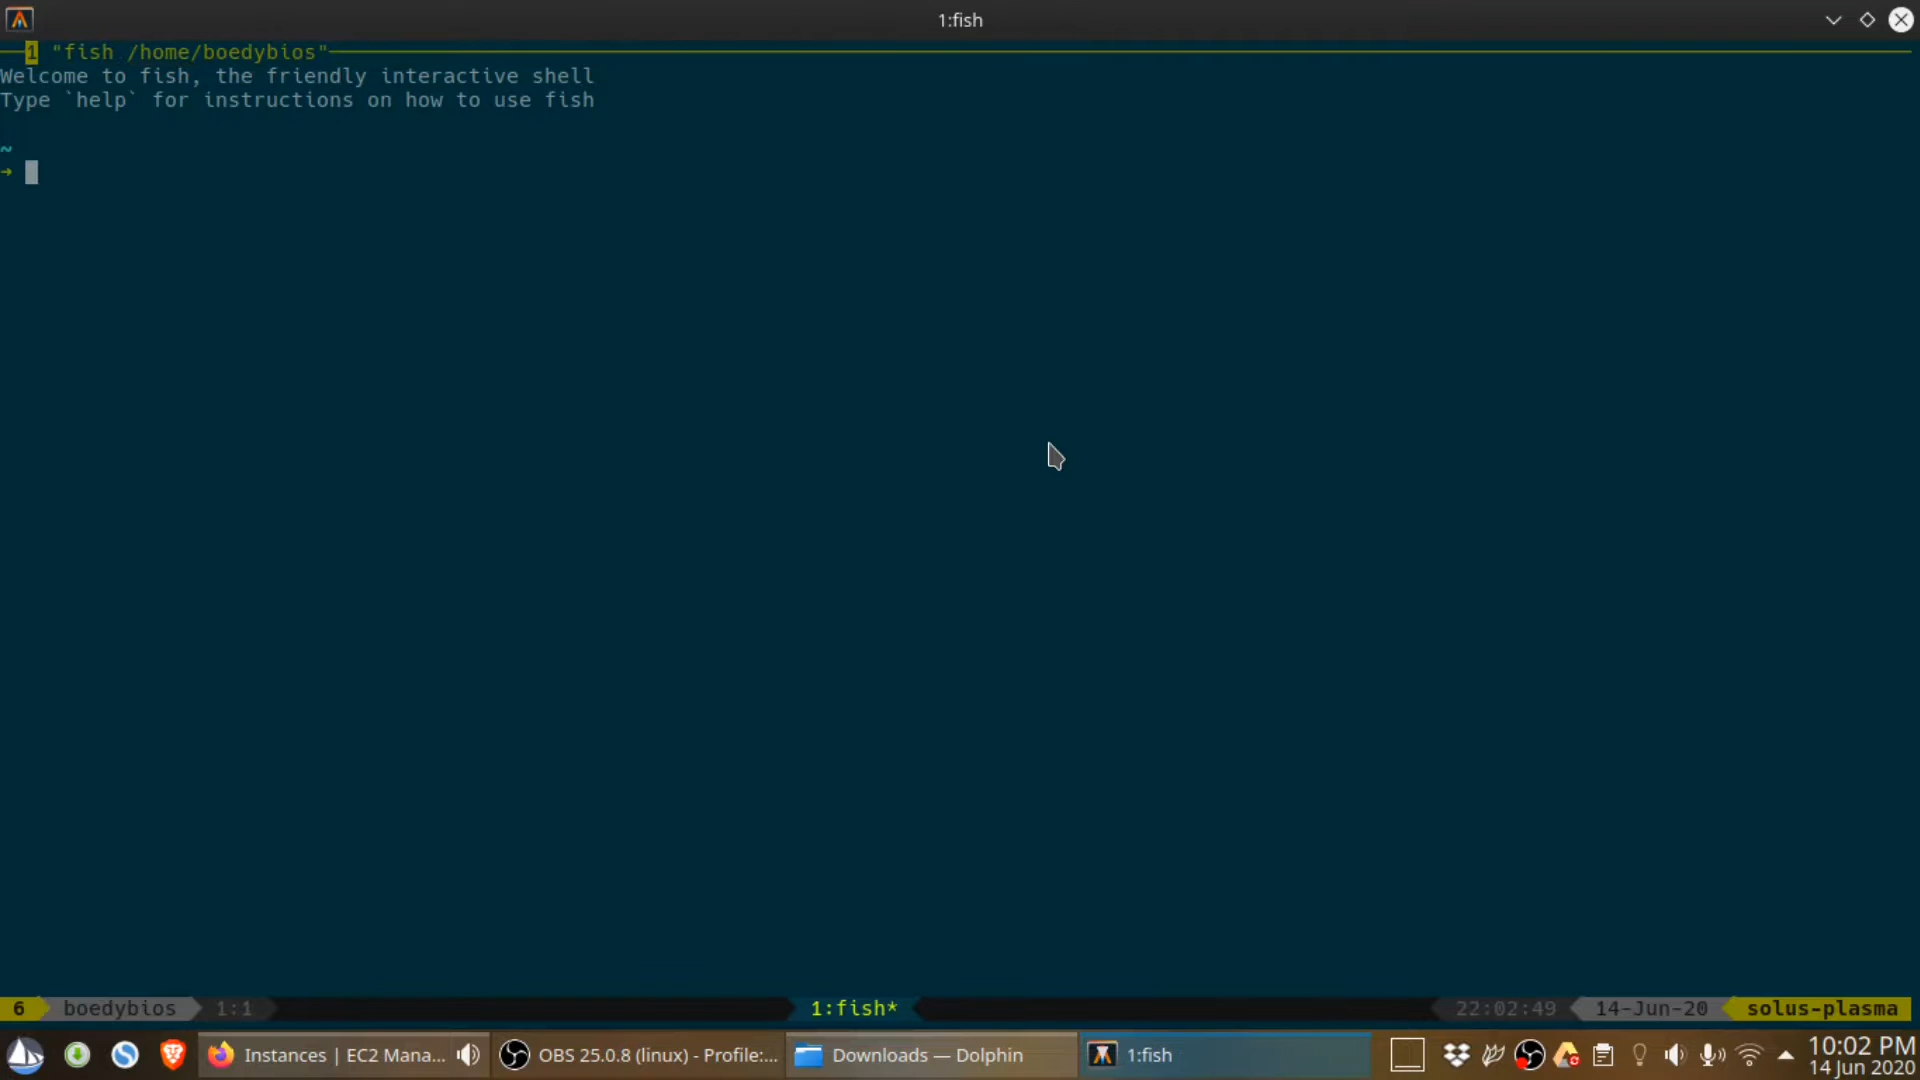 1:fish
1 "fish /home/boedybios"
Welcome to fish, the friendly interactive shell
Type `help` for instructions on how to use fish
~
→
6 boedybios 1:1 1:fish* 22:02:49 14-Jun-20 solus-plasma
Instances | EC2 Mana... OBS 25.0.8 (linux) - Profile:... Downloads — Dolphin 1:fish 10:02 PM
14 Jun 2020